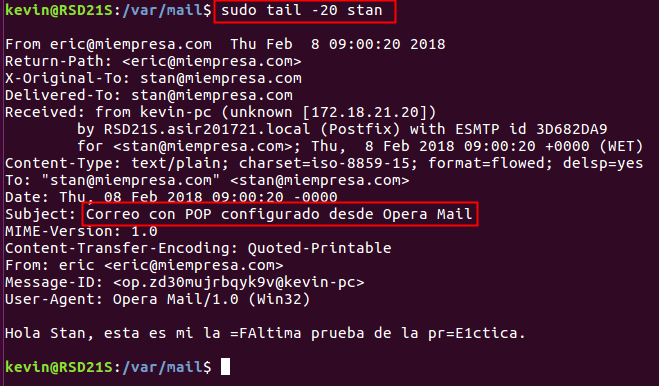 kevin@RSD21S:/var/mail$ sudo tail -20 stan
From eric@miempresa.com  Thu Feb  8 09:00:20 2018
Return-Path: <eric@miempresa.com>
X-Original-To: stan@miempresa.com
Delivered-To: stan@miempresa.com
Received: from kevin-pc (unknown [172.18.21.20])
        by RSD21S.asir201721.local (Postfix) with ESMTP id 3D682DA9
        for <stan@miempresa.com>; Thu,  8 Feb 2018 09:00:20 +0000 (WET)
Content-Type: text/plain; charset=iso-8859-15; format=flowed; delsp=yes
To: "stan@miempresa.com" <stan@miempresa.com>
Date: Thu, 08 Feb 2018 09:00:20 -0000
Subject: Correo con POP configurado desde Opera Mail
MIME-Version: 1.0
Content-Transfer-Encoding: Quoted-Printable
From: eric <eric@miempresa.com>
Message-ID: <op.zd30mujrbqyk9v@kevin-pc>
User-Agent: Opera Mail/1.0 (Win32)
Hola Stan, esta es mi la =FAltima prueba de la pr=E1ctica.
kevin@RSD21S:/var/mail$